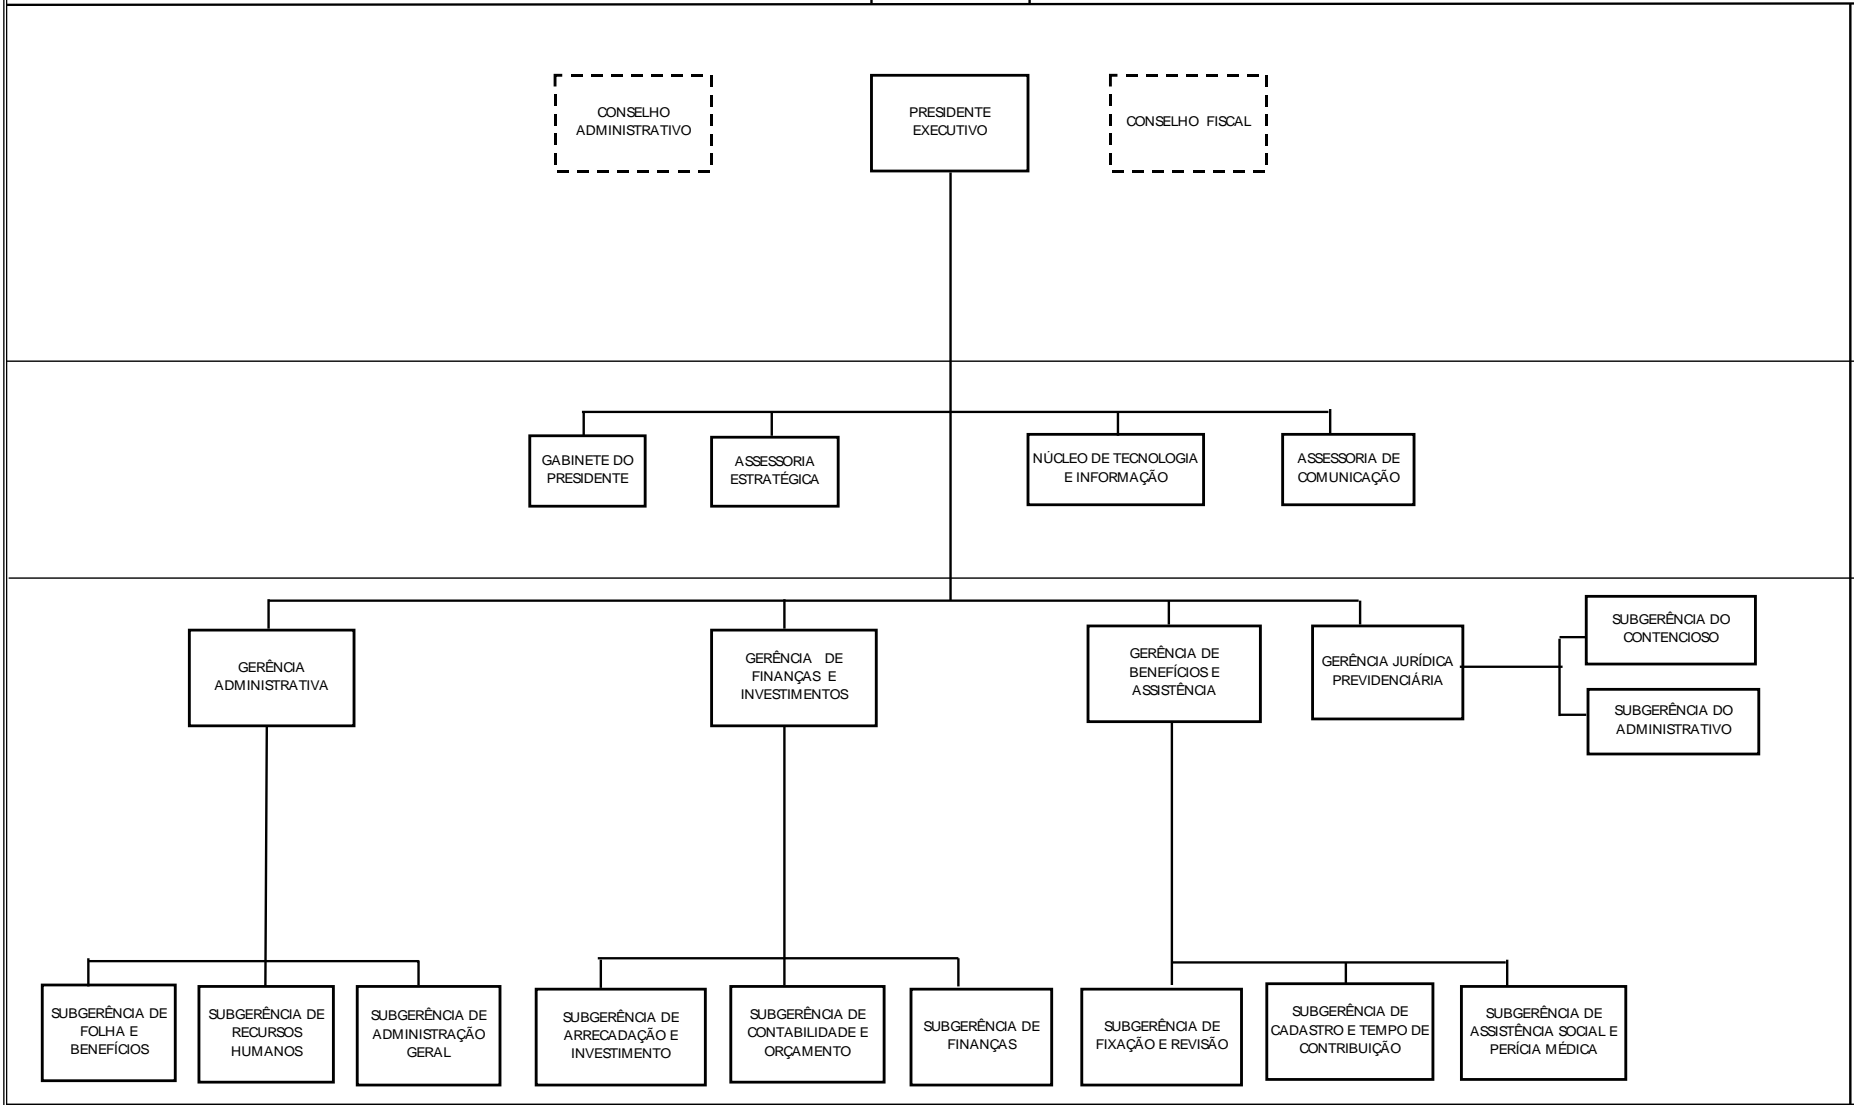 CONSELHO
ADMINISTRATIVO
PRESIDENTE
EXECUTIVO
CONSELHO FISCAL
GABINETE DO
PRESIDENTE
ASSESSORIA
ESTRATÉGICA
NÚCLEO DE TECNOLOGIA
E INFORMAÇÃO
ASSESSORIA DE
COMUNICAÇÃO
GERÊNCIA
ADMINISTRATIVA
GERÊNCIA DE
FINANÇAS E
INVESTIMENTOS
GERÊNCIA DE
BENEFÍCIOS E
ASSISTÊNCIA
GERÊNCIA JURÍDICA
PREVIDENCIÁRIA
SUBGERÊNCIA DO
CONTENCIOSO
SUBGERÊNCIA DO
ADMINISTRATIVO
SUBGERÊNCIA DE
FOLHA E
BENEFÍCIOS
SUBGERÊNCIA DE
RECURSOS
HUMANOS
SUBGERÊNCIA DE
ADMINISTRAÇÃO
GERAL
SUBGERÊNCIA DE
ARRECADAÇÃO E
INVESTIMENTO
SUBGERÊNCIA DE
CONTABILIDADE E
ORÇAMENTO
SUBGERÊNCIA DE
FINANÇAS
SUBGERÊNCIA DE
FIXAÇÃO E REVISÃO
SUBGERÊNCIA DE
CADASTRO E TEMPO DE
CONTRIBUIÇÃO
SUBGERÊNCIA DE
ASSISTÊNCIA SOCIAL E
PERÍCIA MÉDICA